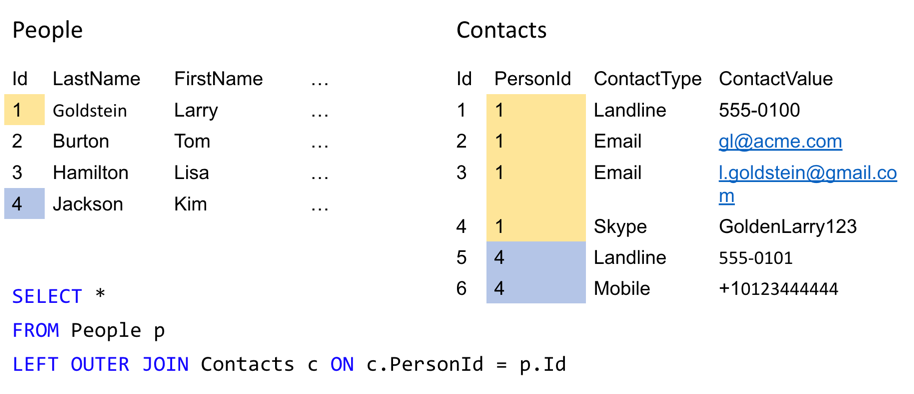 People
Id LastName FirstName …
1 Goldstein Larry …
2 Burton Tom …
3 Hamilton Lisa …
4 Jackson Kim …
Contacts
Id PersonId ContactType ContactValue
1 1 Landline 555-0100
2 1 Email gl@acme.com
3 1 Email l.goldstein@gmail.co
m
4 1 Skype GoldenLarry123
5 4 Landline 555-0101
6 4 Mobile +10123444444
SELECT *
FROM People p
LEFT OUTER JOIN Contacts c ON c.PersonId = p.Id